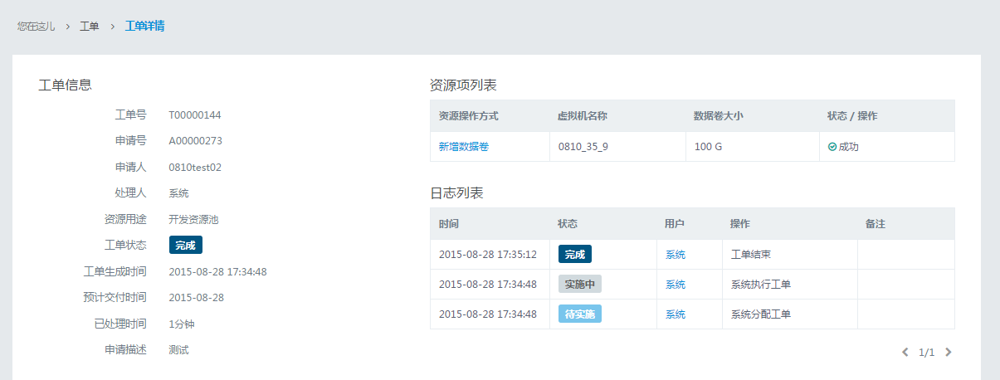 您在这儿 > 工单 > 工单详情
工单信息
工单号 T00000144
申请号 A00000273
申请人 0810test02
处理人 系统
资源用途 开发资源池
工单状态 完成
工单生成时间 2015-08-28 17:34:48
预计交付时间 2015-08-28
已处理时间 1分钟
申请描述 测试
资源项列表
资源操作方式 虚拟机名称 数据卷大小 状态 / 操作
新增数据卷 0810_35_9 100 G 成功
日志列表
时间 状态 用户 操作 备注
2015-08-28 17:35:12 完成 系统 工单结束
2015-08-28 17:34:48 实施中 系统 系统执行工单
2015-08-28 17:34:48 待实施 系统 系统分配工单
1/1